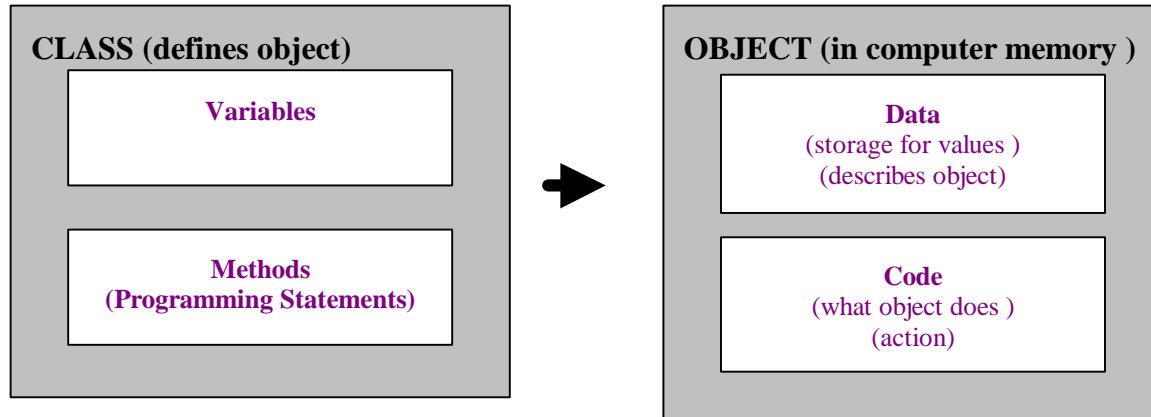 CLASS (defines object)
Variables
Methods
(Programming Statements)
OBJECT (in computer memory )
Data
(storage for values )
(describes object)
Code
(what object does )
(action)